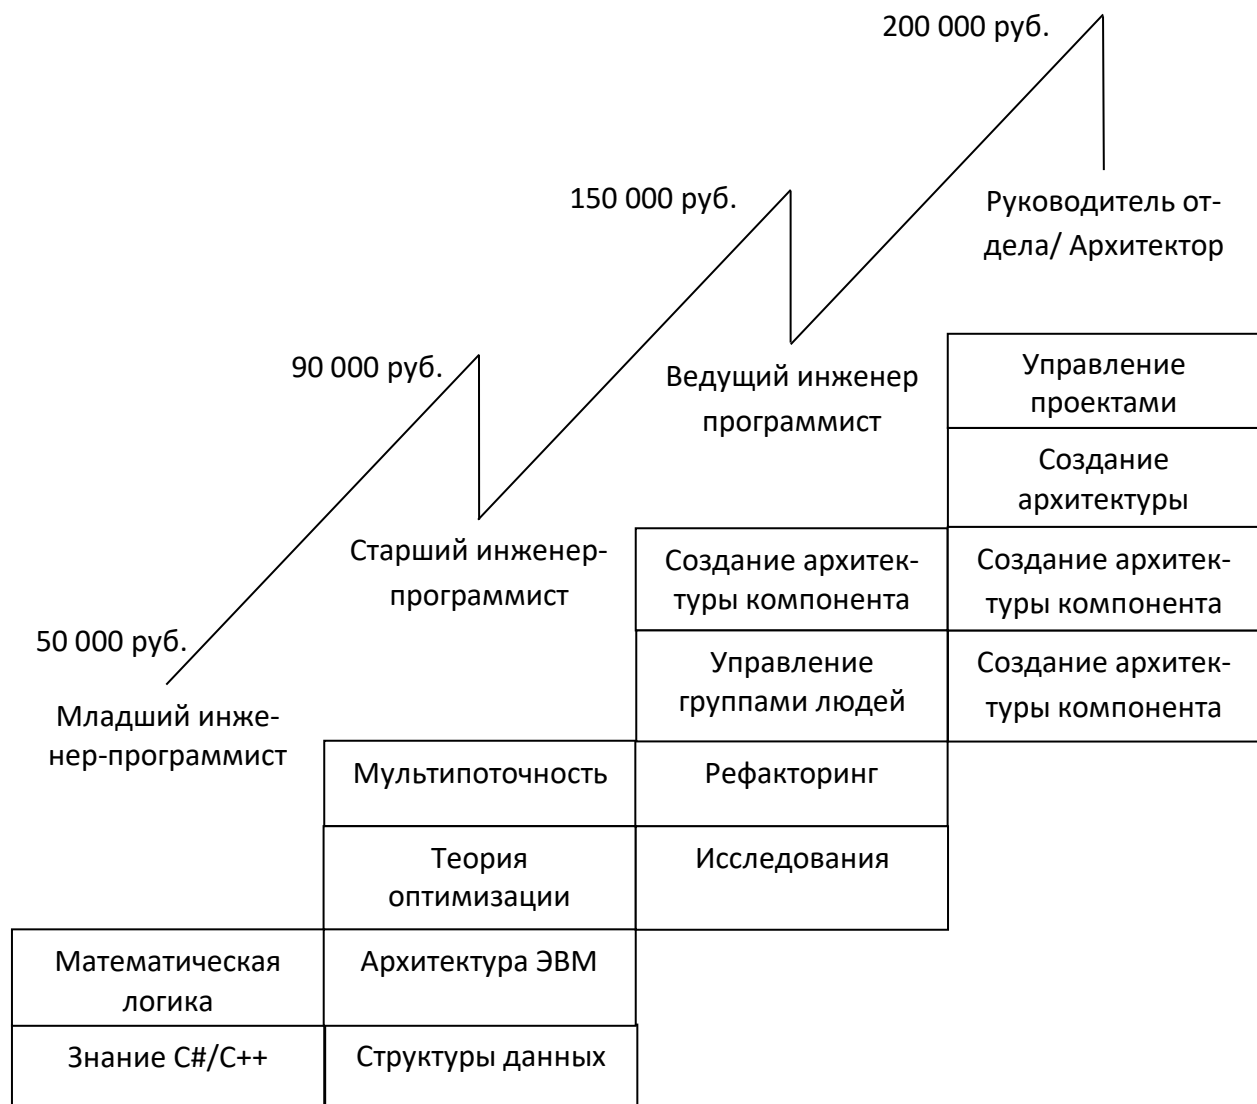 200 000 руб.
150 000 руб.
Руководитель от-
дела/ Архитектор
90 000 руб.
Ведущий инженер
программист
Управление
проектами
Создание
архитектуры
Старший инженер-
программист
Создание архитек-
туры компонента
Создание архитек-
туры компонента
50 000 руб.
Управление
группами людей
Создание архитек-
туры компонента
Младший инже-
нер-программист
Мультипоточность
Рефакторинг
Теория
оптимизации
Исследования
Математическая
логика
Архитектура ЭВМ
Знание C#/C++
Структуры данных